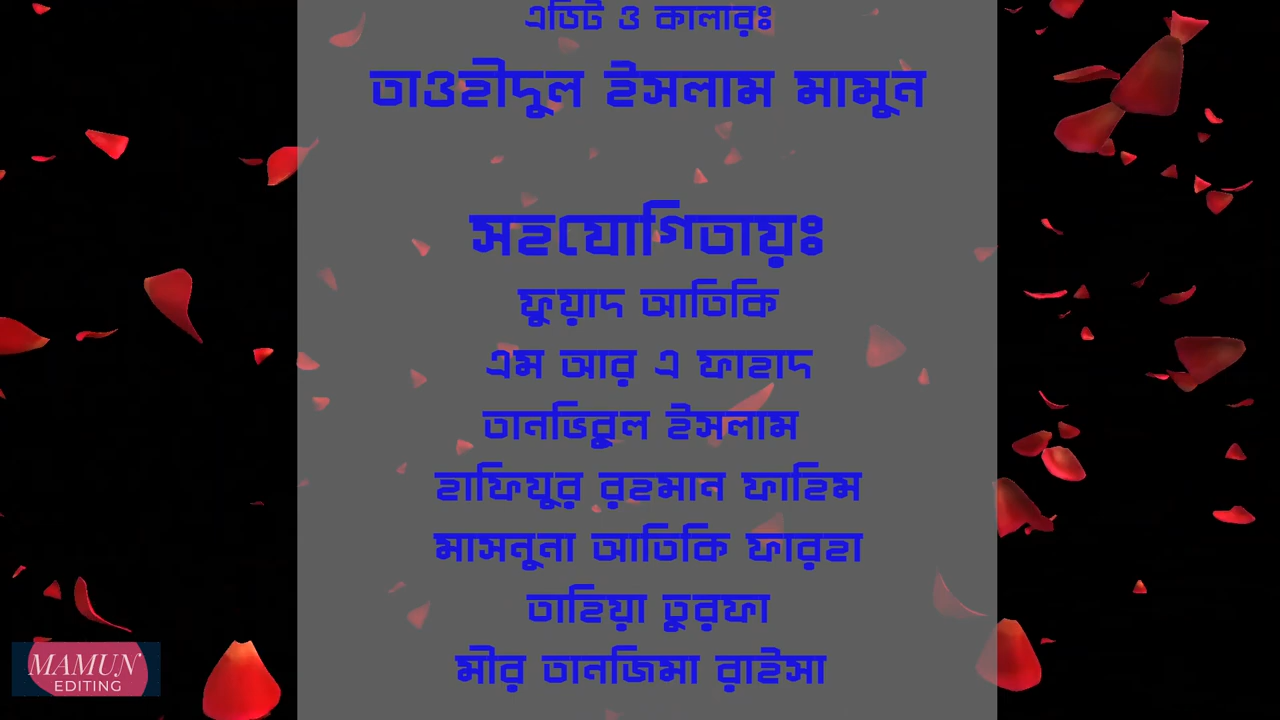 এডিট ও কালারঃ
তাওহীদুল ইসলাম মামুন
সহযোগিতায়ঃ
ফুয়াদ আতিকি
এম আর এ ফাহাদ
তানভিরুল ইসলাম
হাফিযুর রহমান ফাহিম
মাসনুনা আতিকি ফারহা
তাহিয়া তুরফা
মীর তানজিমা রাইসা
MAMUN
EDITING